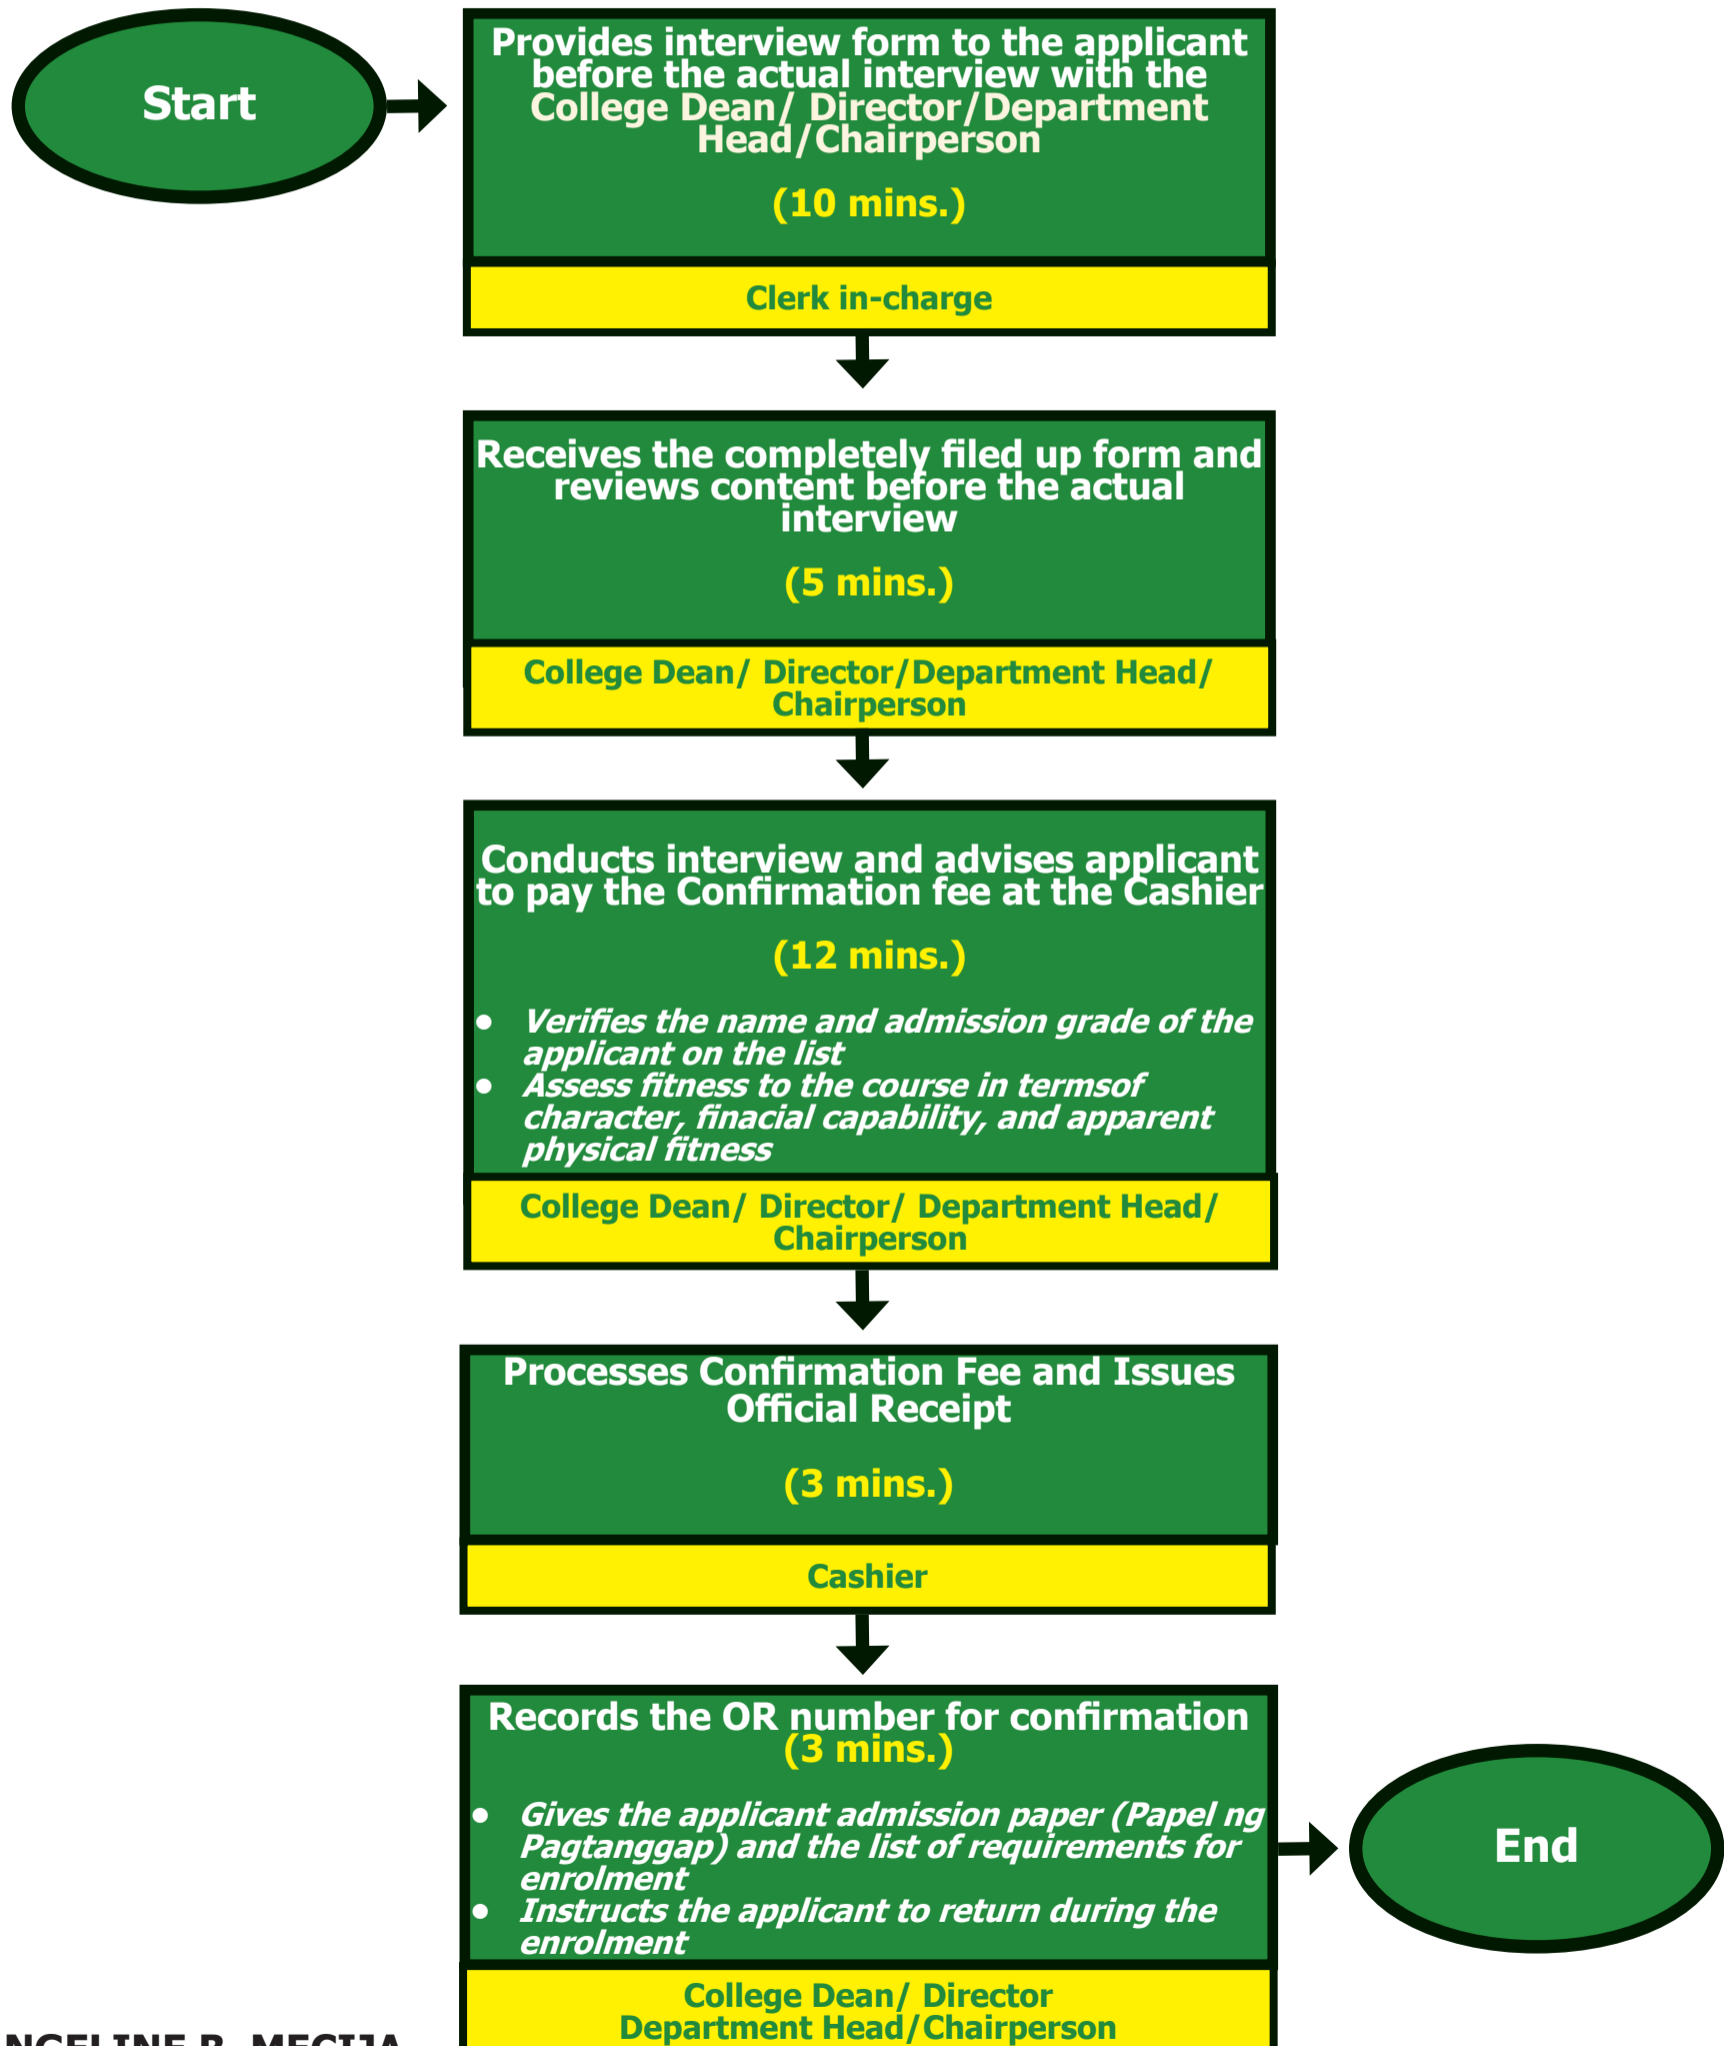 Start
Provides interview form to the applicant
before the actual interview with the
College Dean/ Director/Department
Head/Chairperson
(10 mins.)
Clerk in-charge
Receives the completely filed up form and
reviews content before the actual
interview
(5 mins.)
College Dean/ Director/Department Head/
Chairperson
Conducts interview and advises applicant
to pay the Confirmation fee at the Cashier
(12 mins.)
● Verifies the name and admission grade of the
applicant on the list
● Assess fitness to the course in termsof
character, finacial capability, and apparent
physical fitness
College Dean/ Director/ Department Head/
Chairperson
Processes Confirmation Fee and Issues
Official Receipt
(3 mins.)
Cashier
Records the OR number for confirmation
(3 mins.)
● Gives the applicant admission paper (Papel ng
Pagtanggap) and the list of requirements for
enrolment
● Instructs the applicant to return during the
enrolment
End
College Dean/ Director
Department Head/Chairperson
NGELINE B. MECIJA